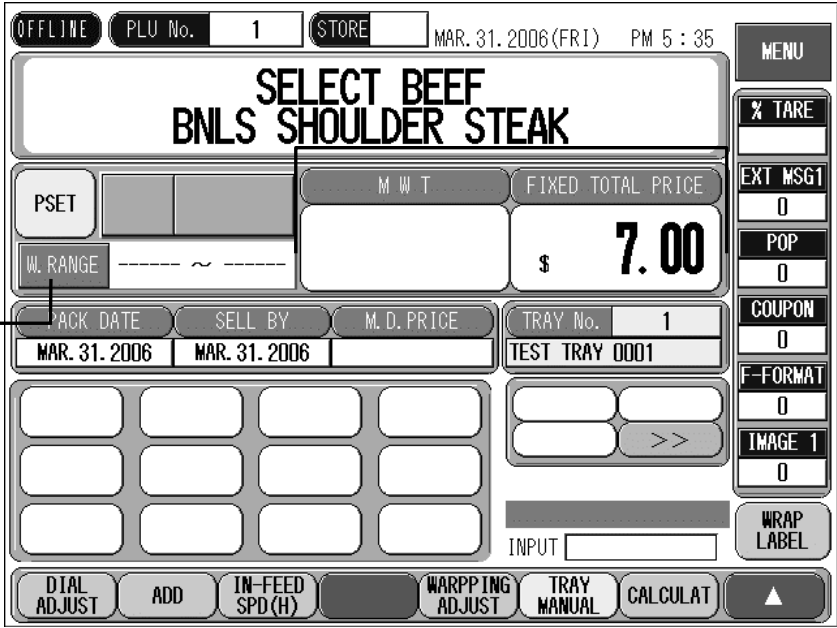 OFFLINE PLU No. 1 STORE MAR.31.2006(FRI) PM 5:35
MENU
SELECT BEEF
BNLS SHOULDER STEAK
% TARE
PSET
M W T
FIXED TOTAL PRICE
$ 7.00
W.RANGE ------ ~ ------
EXT MSG1
0
POP
0
PACK DATE SELL BY M.D.PRICE
MAR.31.2006 MAR.31.2006
TRAY No. 1
TEST TRAY 0001
COUPON
0
F-FORMAT
0
>>
IMAGE 1
0
INPUT
WRAP
LABEL
DIAL
ADJUST
ADD
IN-FEED
SPD(H)
WARPPING
ADJUST
TRAY
MANUAL
CALCULAT
▲